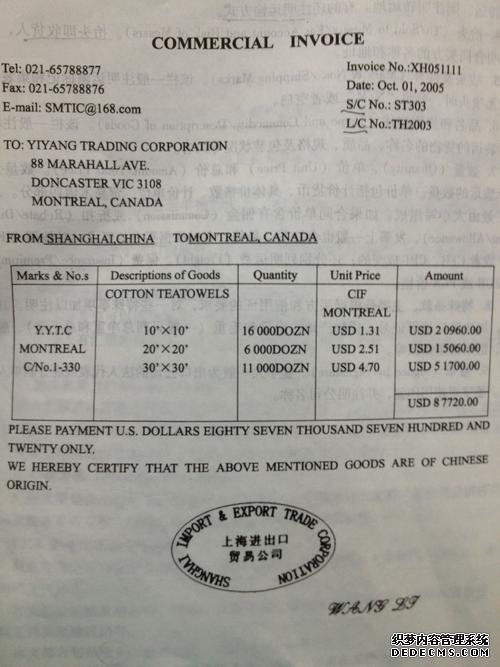 COMMERCIAL INVOICE
Tel: 021-65788877 Invoice No.:XH051111
Fax: 021-65788876 Date: Oct. 01, 2005
E-mail: SMTIC@168.com S/C No.: ST303
L/C No.:TH2003
TO: YIYANG TRADING CORPORATION
88 MARAHALL AVE.
DONCASTER VIC 3108
MONTREAL, CANADA
FROM SHANGHAI,CHINA TOMONTREAL, CANADA
Marks & No.s Descriptions of Goods Quantity Unit Price Amount
COTTON TEATOWELS CIF
MONTREAL
Y.Y.T.C 10"×10" 16 000DOZN USD 1.31 USD 2 0960.00
MONTREAL 20"×20" 6 000DOZN USD 2.51 USD 1 5060.00
C/No.1-330 30"×30" 11 000DOZN USD 4.70 USD 5 1700.00
USD 8 7720.00
PLEASE PAYMENT U.S. DOLLARS EIGHTY SEVEN THOUSAND SEVEN HUNDRED AND
TWENTY ONLY.
WE HEREBY CERTIFY THAT THE ABOVE MENTIONED GOODS ARE OF CHINESE
ORIGIN.
SHANGHAI IMPORT & EXPORT TRADE CORPORATION
上海进出口
贸易公司
WANG LI
织梦内容管理系统
DEDECMS.COM